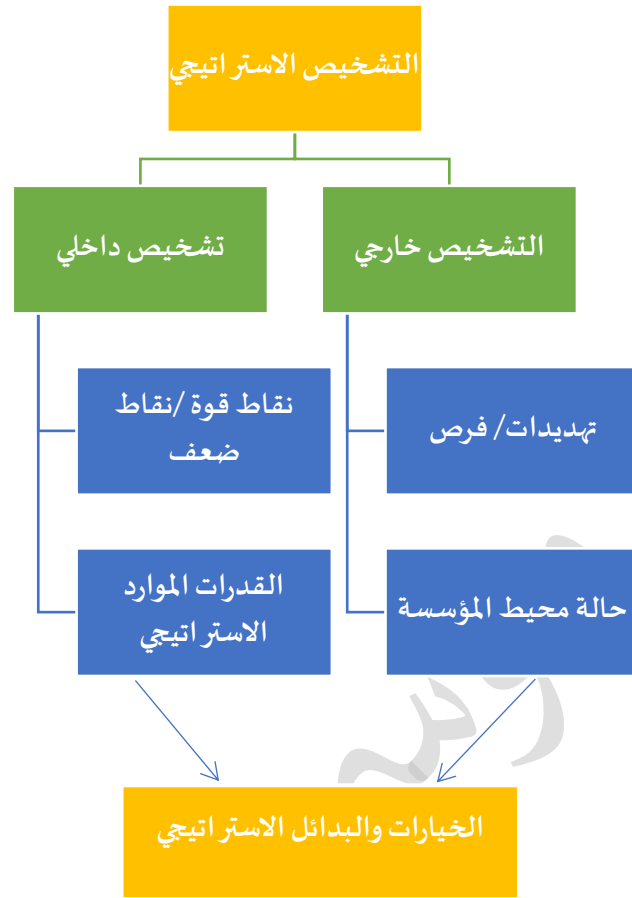 التشخيص الاستراتيجي
التشخيص خارجي
تشخيص داخلي
تهديدات/ فرص
نقاط قوة /نقاط
ضعف
حالة محيط المؤسسة
القدرات الموارد
الاستراتيجي
الخيارات والبدائل الاستراتيجي